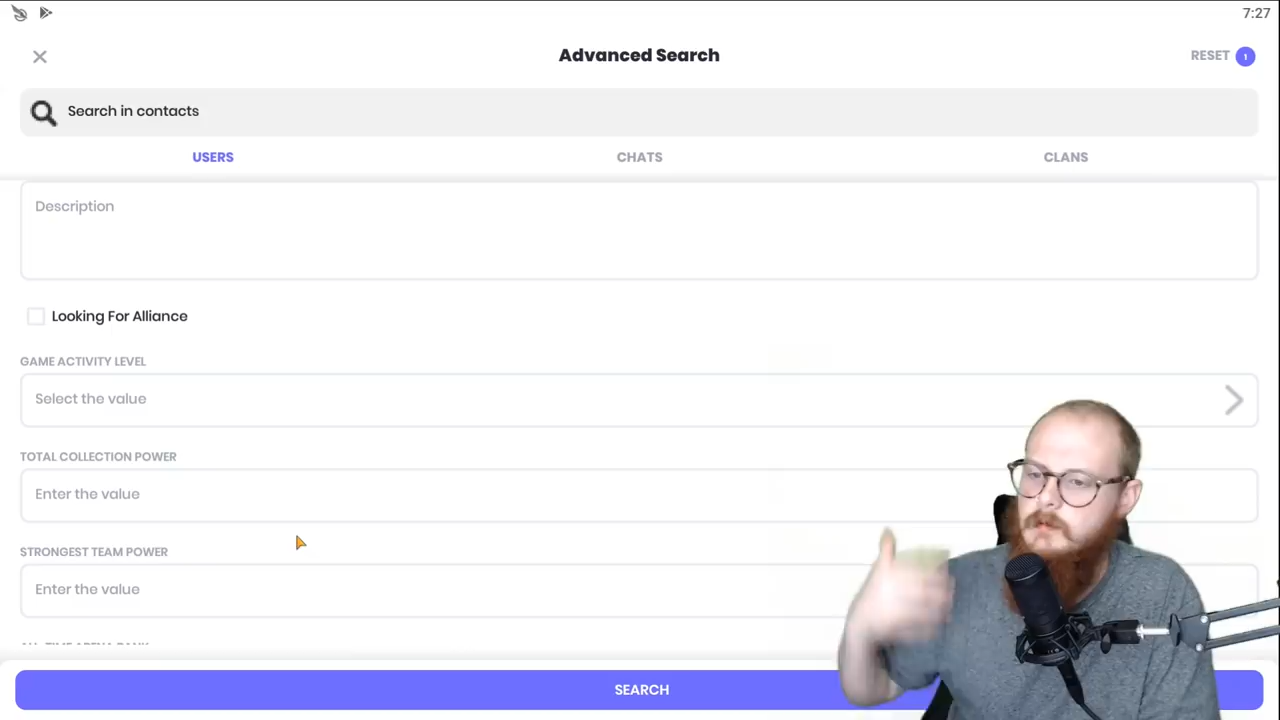 7:27
Advanced Search
RESET 1
Search in contacts
USERS
CHATS
CLANS
Description
Looking For Alliance
GAME ACTIVITY LEVEL
Select the value
TOTAL COLLECTION POWER
Enter the value
STRONGEST TEAM POWER
Enter the value
SEARCH